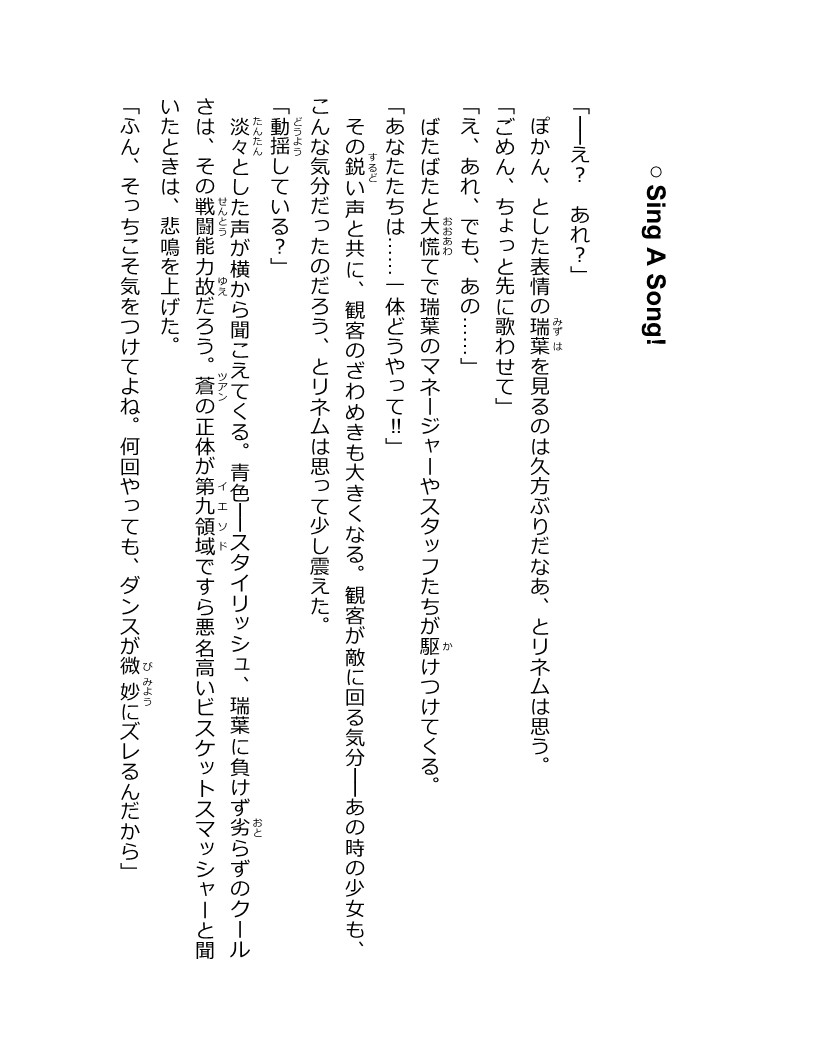 ○ Sing A Song!
「――え？　あれ？」
ぽかん、とした表情の瑞葉を見るのは久方ぶりだなあ、とリネムは思う。
「ごめん、ちょっと先に歌わせて」
「え、あれ、でも、あの……」
ばたばたと大慌てで瑞葉のマネージャーやスタッフたちが駆けつけてくる。
「あなたたちは……一体どうやって!!」
その鋭い声と共に、観客のざわめきも大きくなる。観客が敵に回る気分――あの時の少女も、
こんな気分だったのだろう、とリネムは思って少し震えた。
「動揺している？」
淡々とした声が横から聞こえてくる。青色――スタイリッシュ、瑞葉に負けず劣らずのクール
さは、その戦闘能力故だろう。蒼の正体が第九領域ですら悪名高いビスケットスマッシャーと聞
いたときは、悲鳴を上げた。
「ふん、そっちこそ気をつけてよね。何回やっても、ダンスが微妙にズレるんだから」